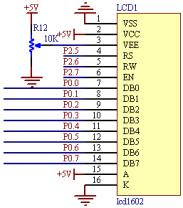 +5V
LCD1
R12
10K
1 VSS
+5V 2 VCC
3 VEE
P2.5 4 RS
P2.6 5 RW
P2.7 6 EN
P0.0 7 DB0
P0.1 8 DB1
P0.2 9 DB2
P0.3 10 DB3
P0.4 11 DB4
P0.5 12 DB5
P0.6 13 DB6
P0.7 14 DB7
+5V 15 A
16 K
lcd1602